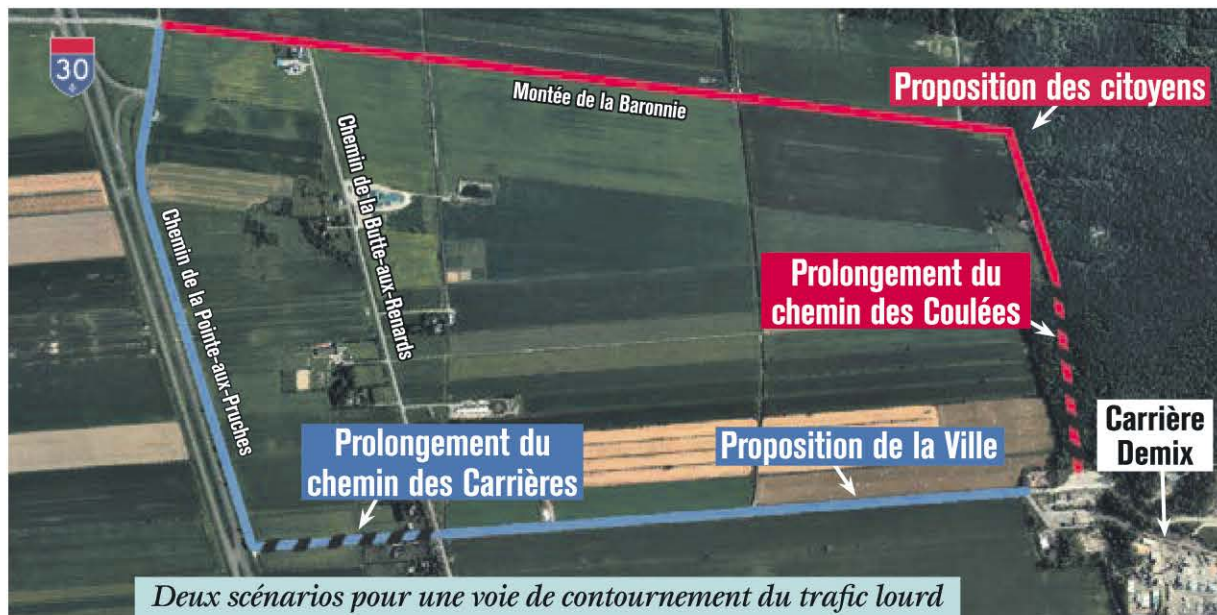 30
Montée de la Baronnie
Proposition des citoyens
Chemin de la Butte-aux-Renards
Chemin de la Pointe-aux-Pruches
Prolongement du
chemin des Coulées
Carrière
Demix
Prolongement du
chemin des Carrières
Proposition de la Ville
Deux scénarios pour une voie de contournement du trafic lourd